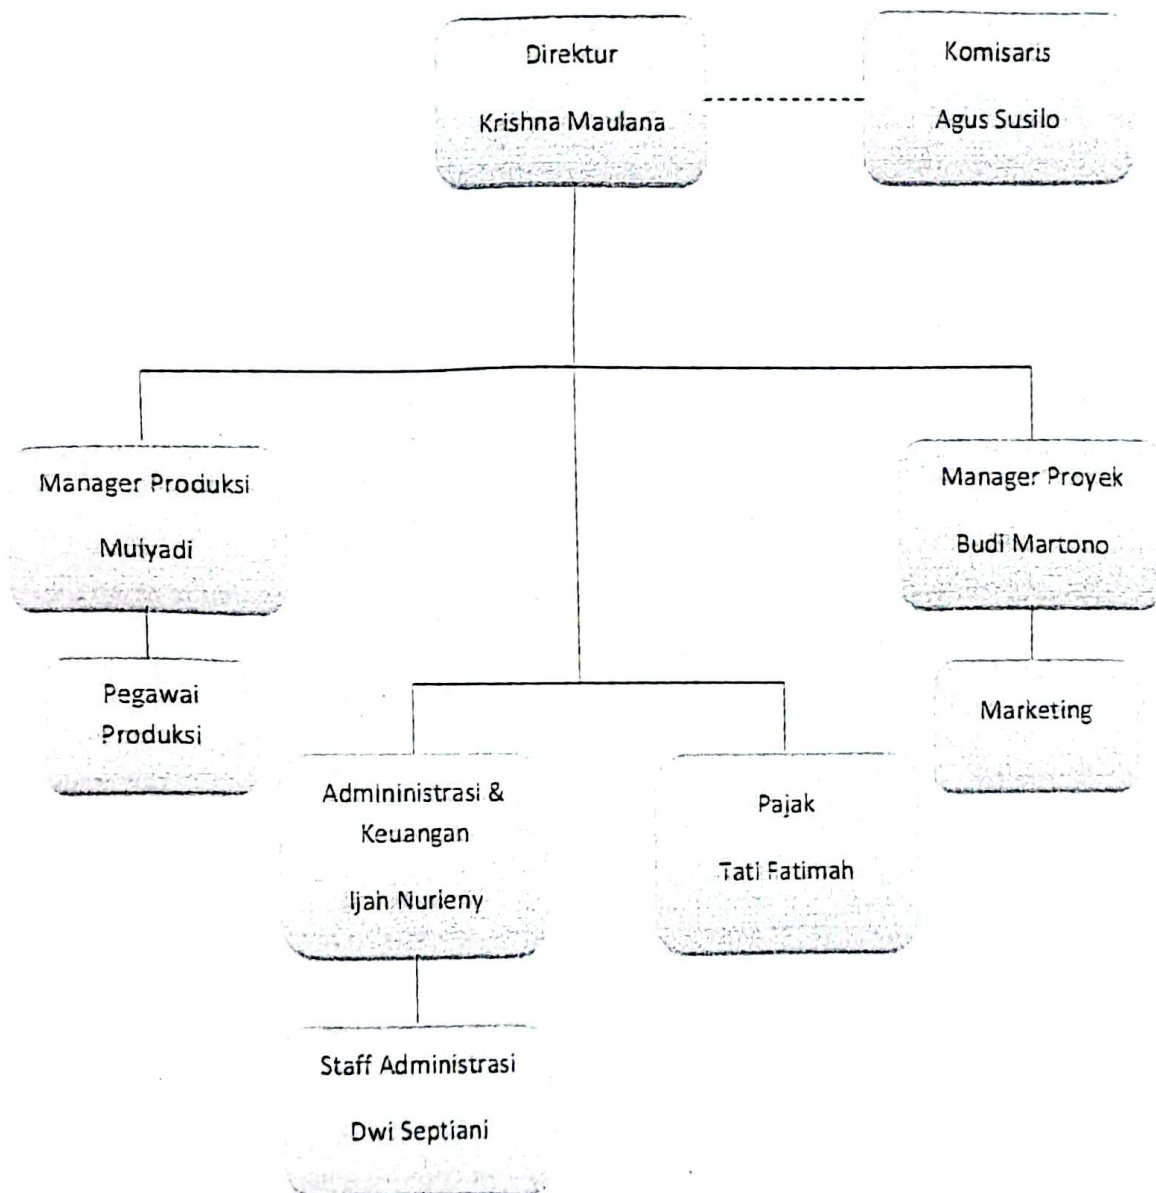 Direktur
Krishna Maulana
Komisaris
Agus Susilo
Manager Produksi
Mulyadi
Manager Proyek
Budi Martono
Pegawai
Produksi
Marketing
Admininistrasi &
Keuangan
Ijah Nurieny
Pajak
Tati Fatimah
Staff Administrasi
Dwi Septiani